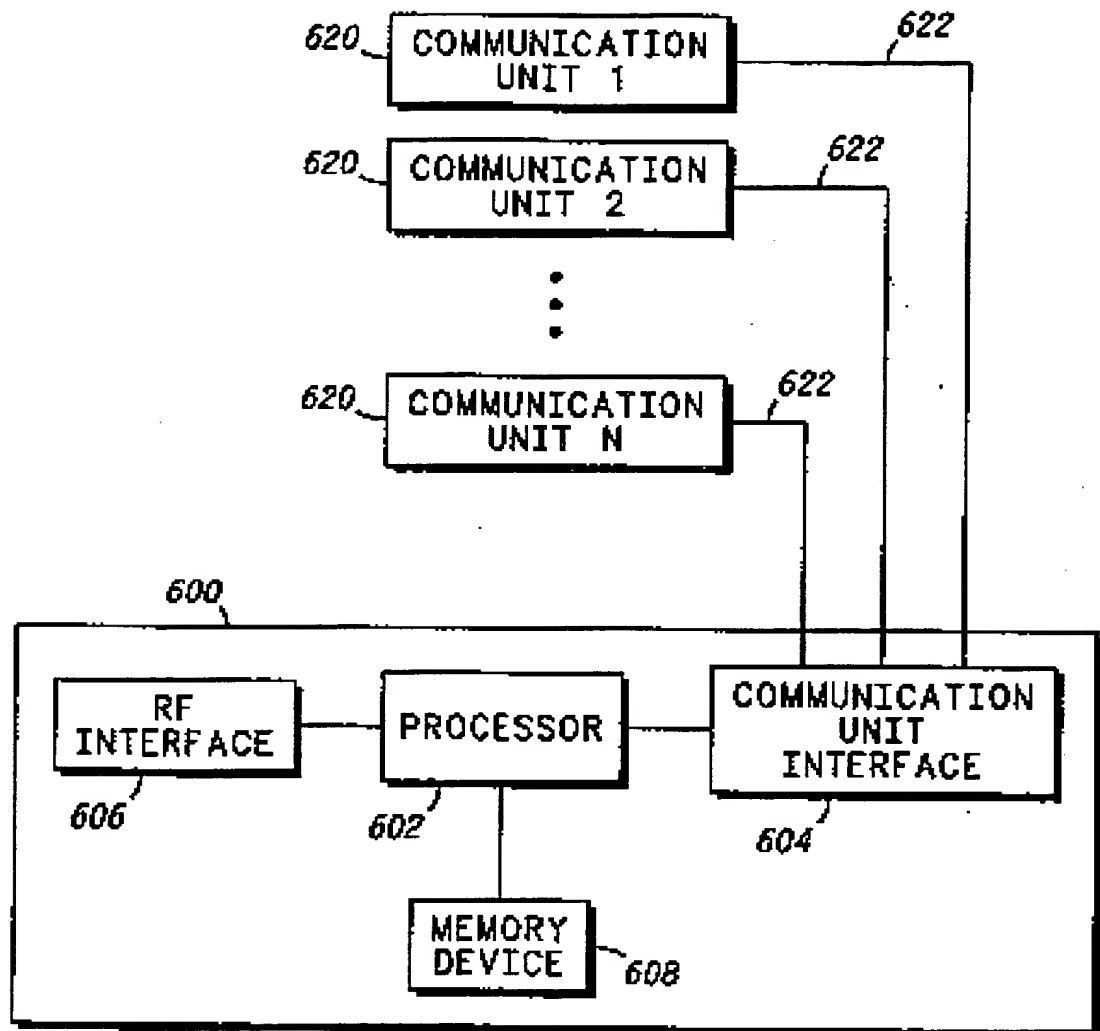 620
COMMUNICATION
UNIT 1
622
620
COMMUNICATION
UNIT 2
622
620
COMMUNICATION
UNIT N
622
600
RF
INTERFACE
606
PROCESSOR
602
COMMUNICATION
UNIT
INTERFACE
604
MEMORY
DEVICE
608